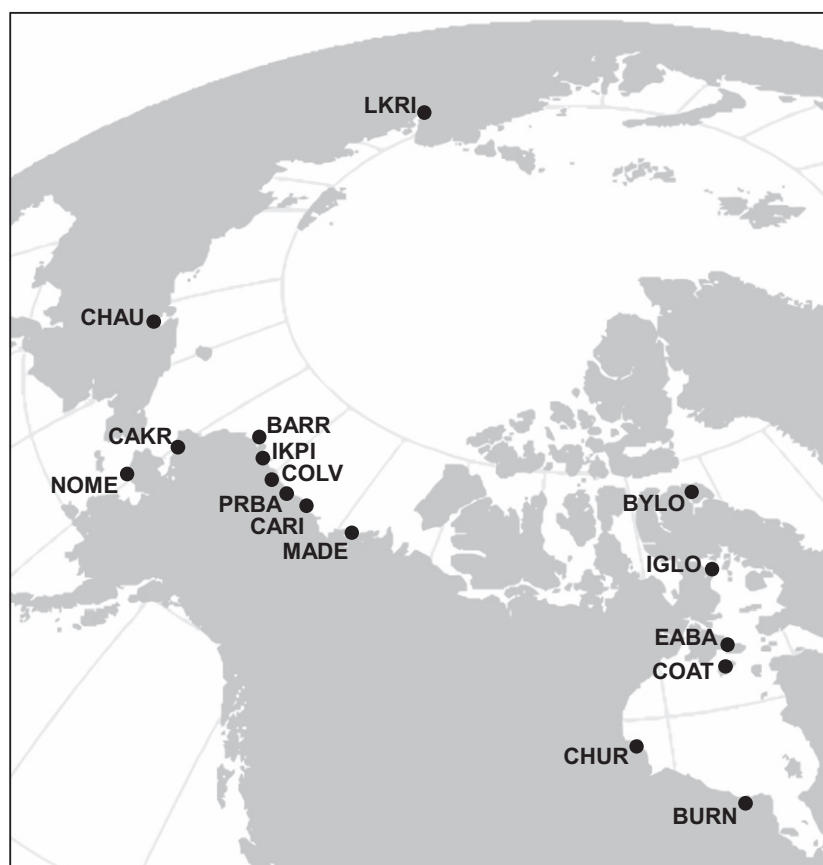 LKRI
CHAU
BARR
CAKR
IKPI
COLV
NOME
PRBA
BYLO
CARI
MADE
IGLO
EABA
COAT
CHUR
BURN